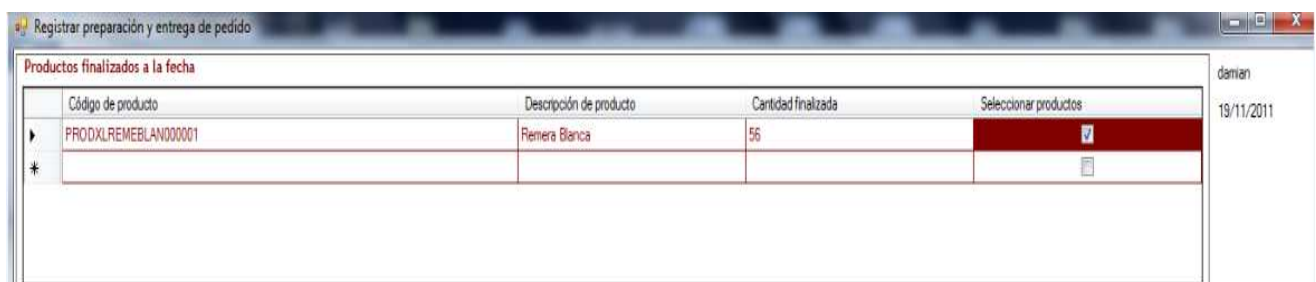 Registrar preparación y entrega de pedido
Productos finalizados a la fecha
damian
19/11/2011
Código de producto Descripción de producto Cantidad finalizada Seleccionar productos
PRODXLREMEBLAN000001 Remera Blanca 56